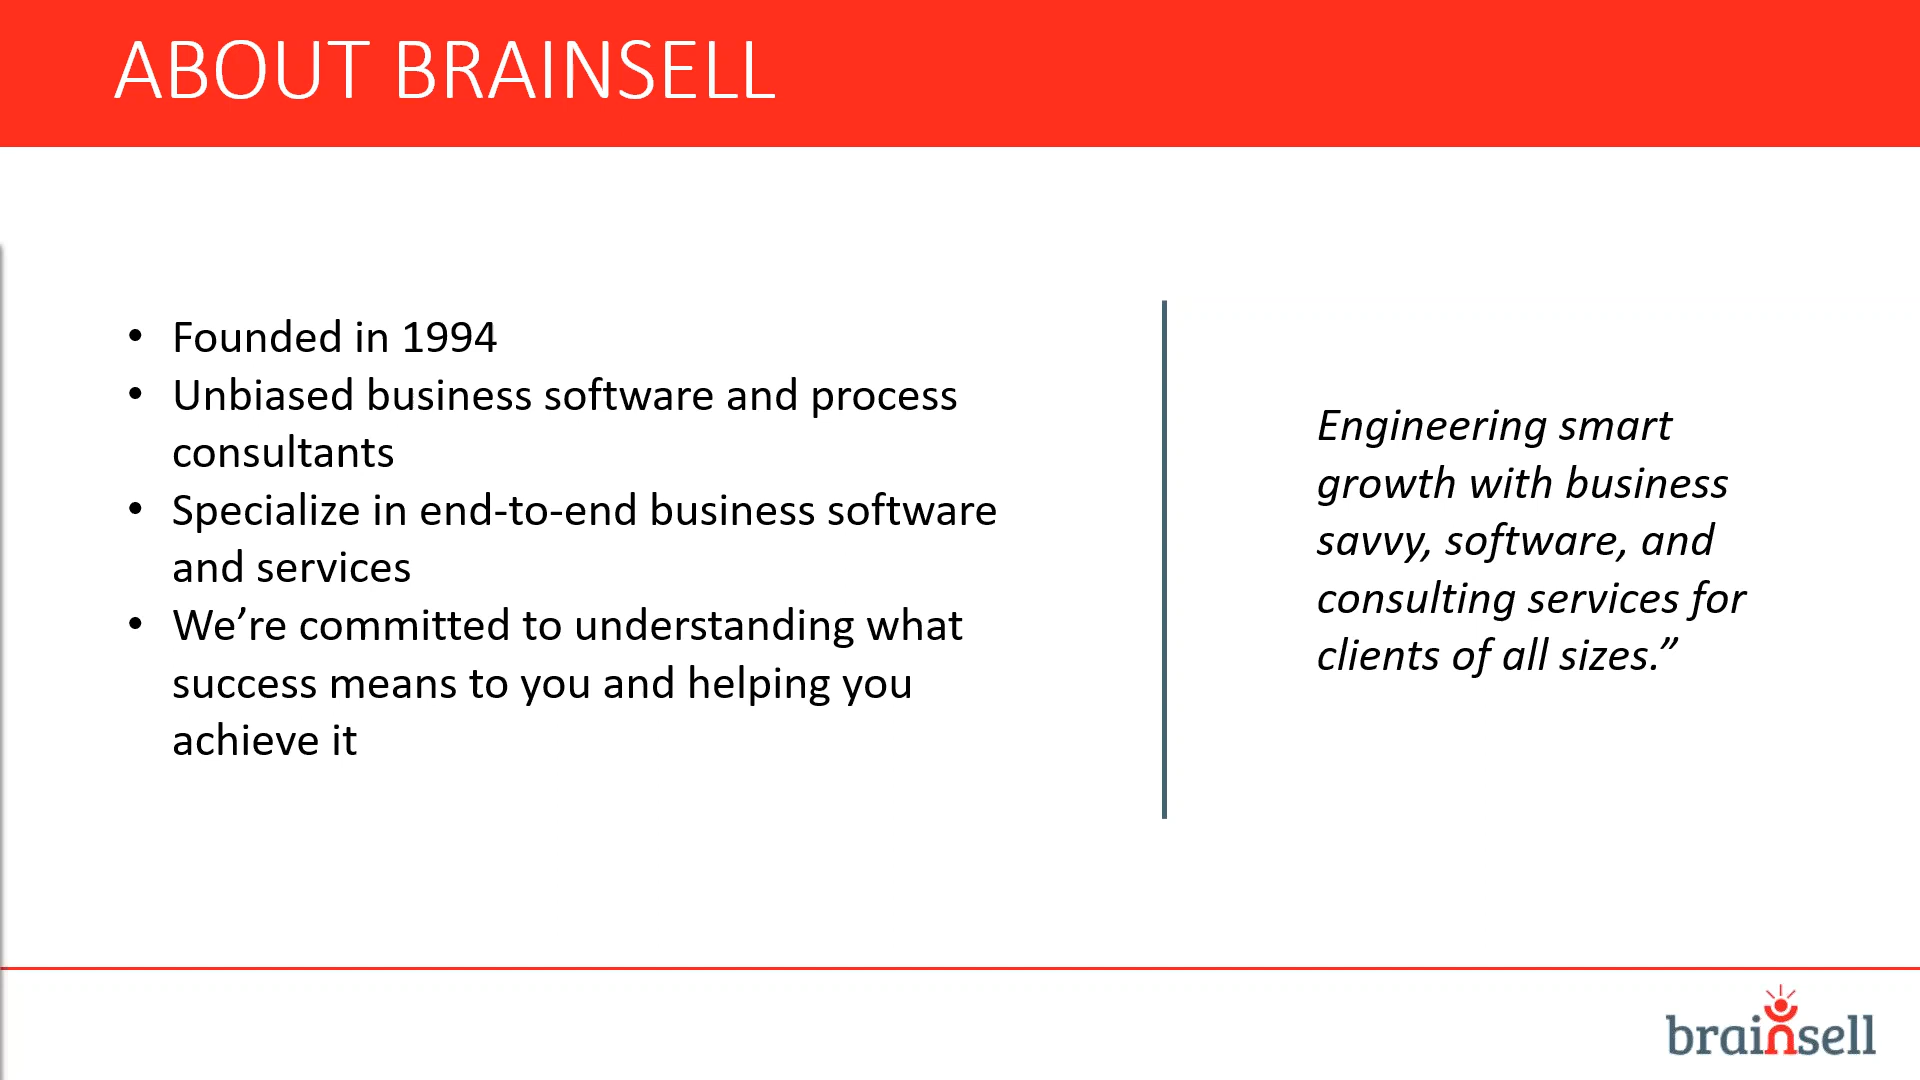 ABOUT BRAINSELL
• Founded in 1994
• Unbiased business software and process
consultants
• Specialize in end-to-end business software
and services
• We’re committed to understanding what
success means to you and helping you
achieve it
Engineering smart
growth with business
savvy, software, and
consulting services for
clients of all sizes.”
brainsell